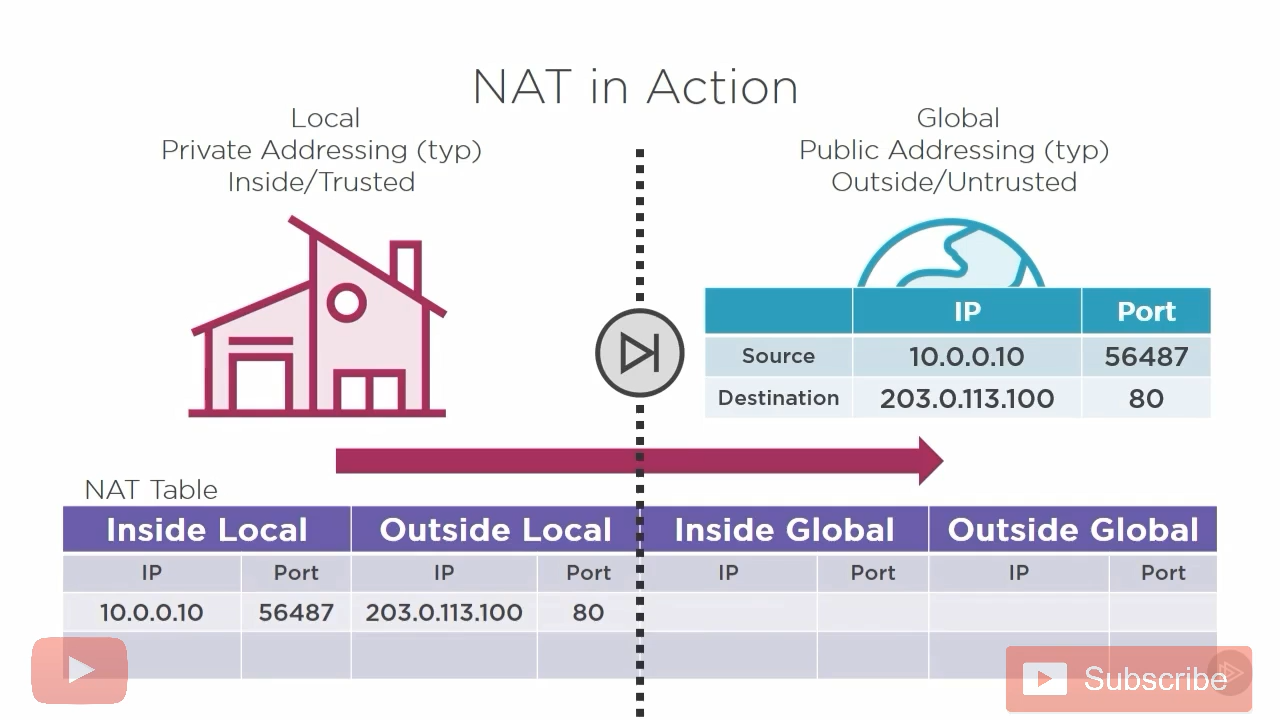 NAT in Action
Local
Private Addressing (typ)
Inside/Trusted
Global
Public Addressing (typ)
Outside/Untrusted
IP Port
Source 10.0.0.10 56487
Destination 203.0.113.100 80
NAT Table
Inside Local Outside Local Inside Global Outside Global
IP Port IP Port IP Port IP Port
10.0.0.10 56487 203.0.113.100 80
Subscribe